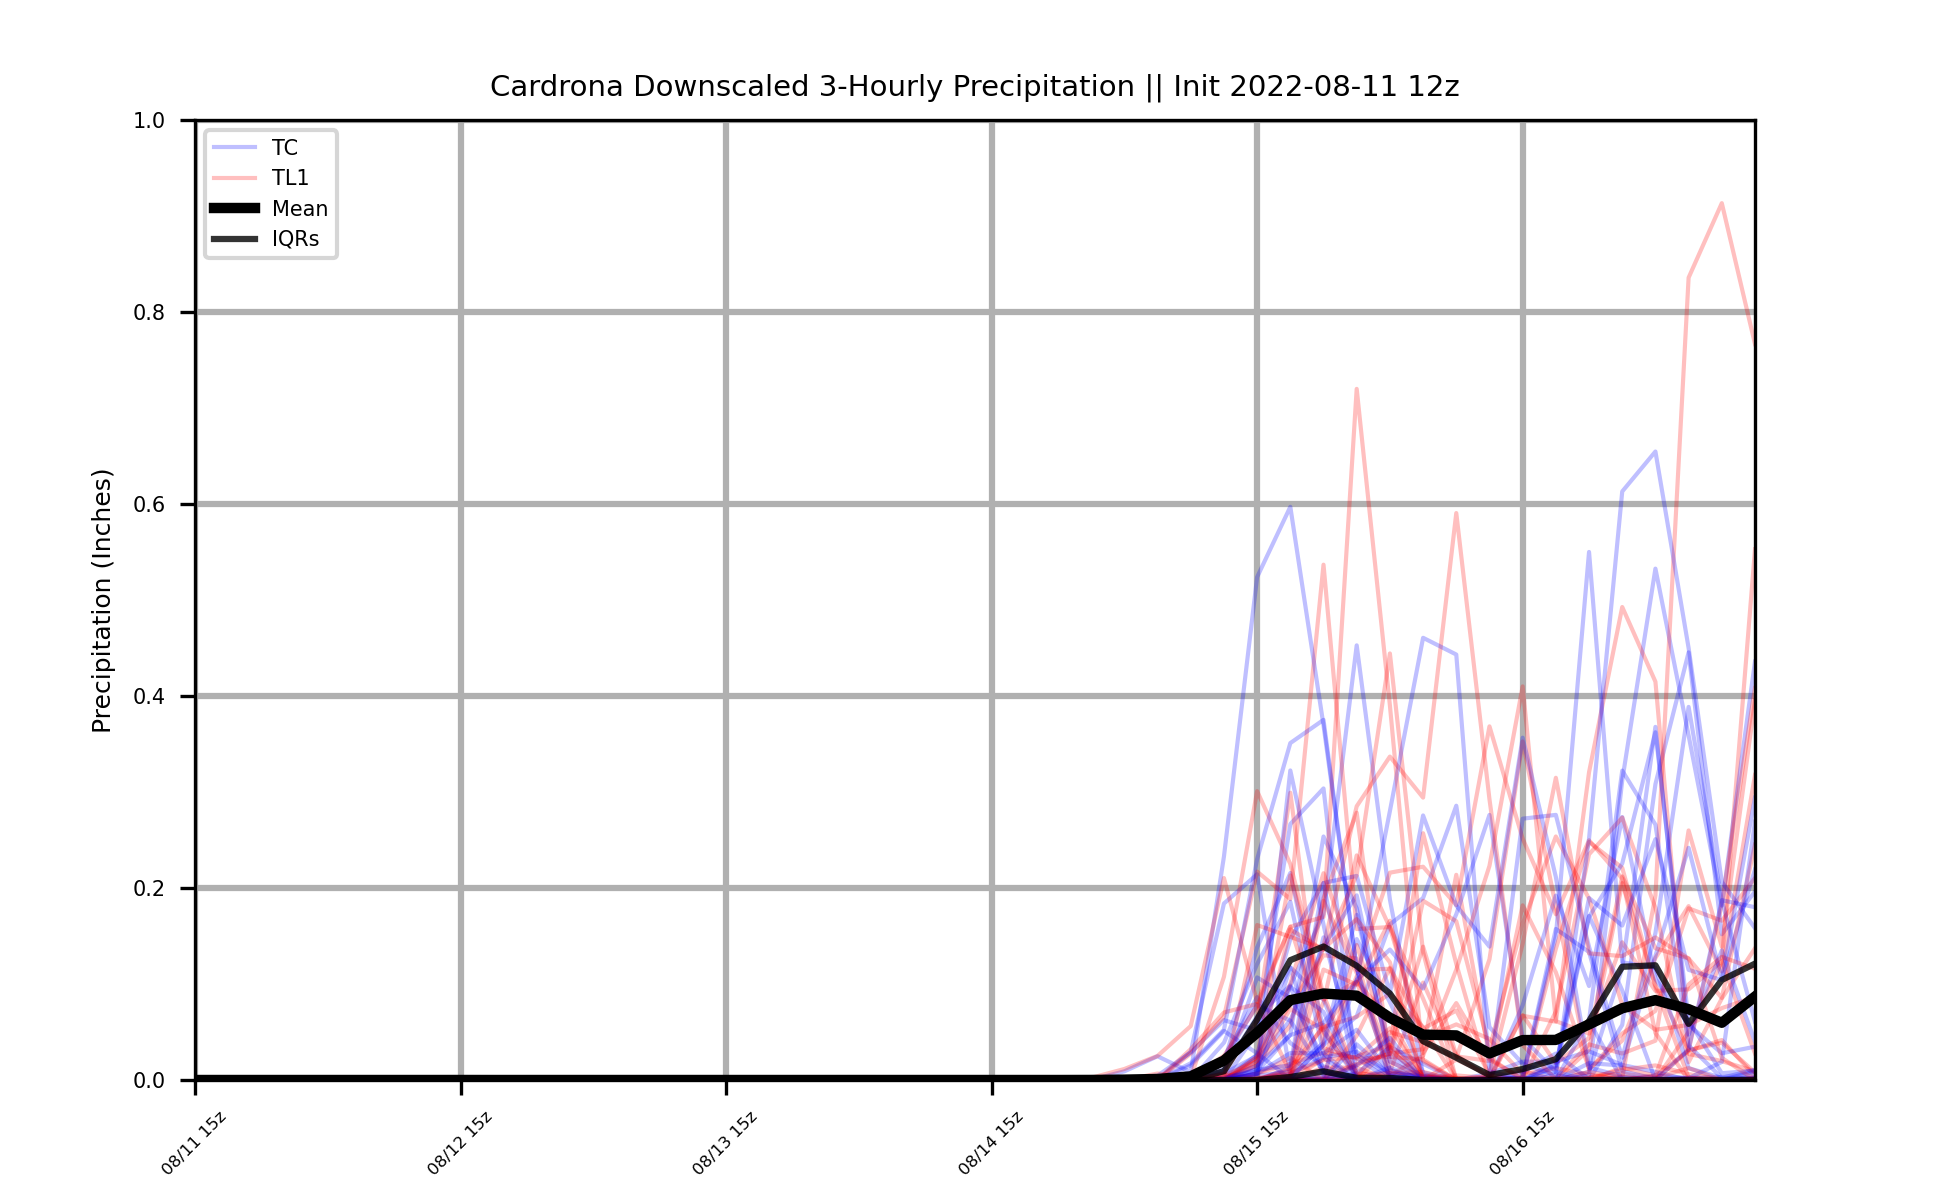 Cardrona Downscaled 3-Hourly Precipitation || Init 2022-08-11 12z
TC
TL1
Mean
IQRs
Precipitation (Inches)
1.0
0.8
0.6
0.4
0.2
0.0
08/11 15z
08/12 15z
08/13 15z
08/14 15z
08/15 15z
08/16 15z